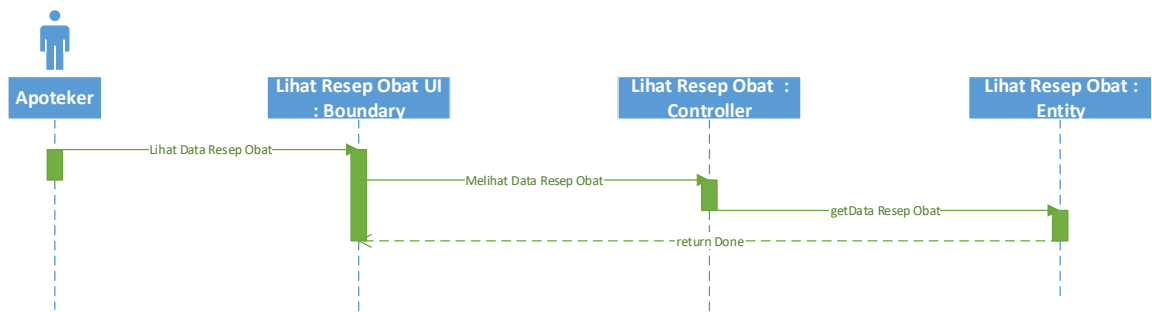 Apoteker
Lihat Resep Obat UI
: Boundary
Lihat Resep Obat  :
Controller
Lihat Resep Obat :
Entity
Lihat Data Resep Obat
Melihat Data Resep Obat
getData Resep Obat
return Done